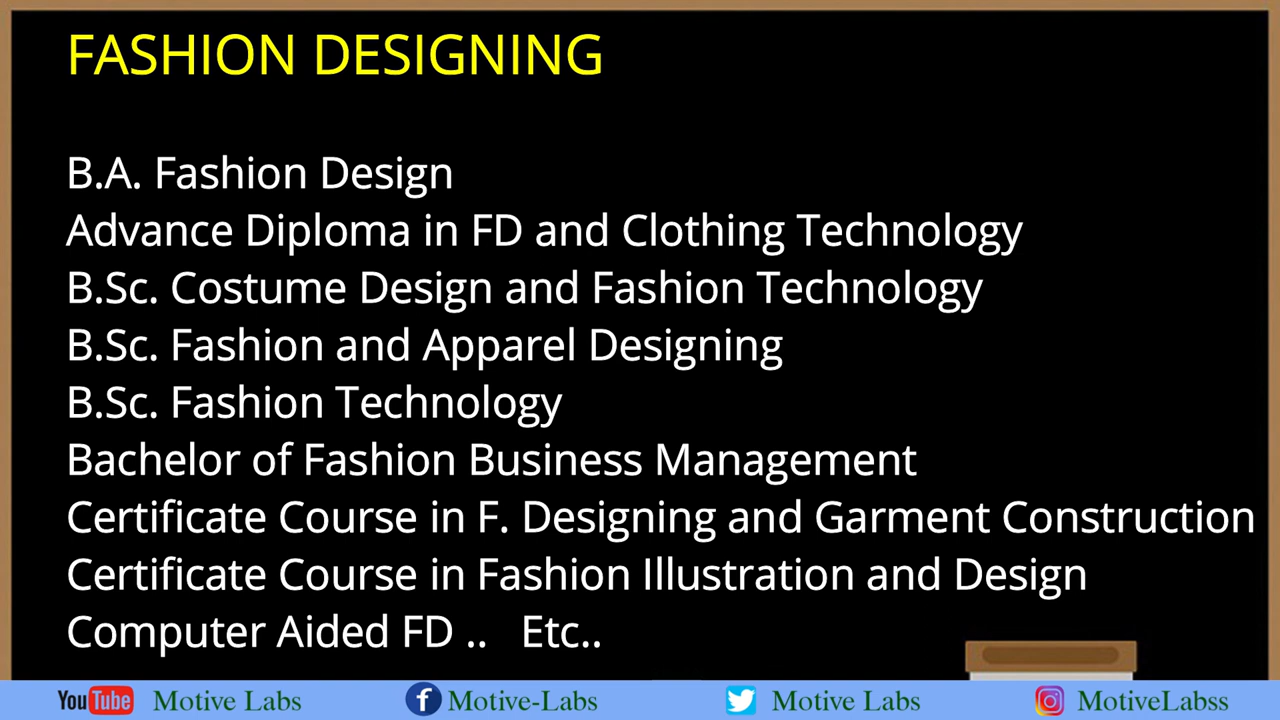 FASHION DESIGNING
B.A. Fashion Design
Advance Diploma in FD and Clothing Technology
B.Sc. Costume Design and Fashion Technology
B.Sc. Fashion and Apparel Designing
B.Sc. Fashion Technology
Bachelor of Fashion Business Management
Certificate Course in F. Designing and Garment Construction
Certificate Course in Fashion Illustration and Design
Computer Aided FD .. Etc..
YouTube Motive Labs f Motive-Labs Motive Labs MotiveLabss